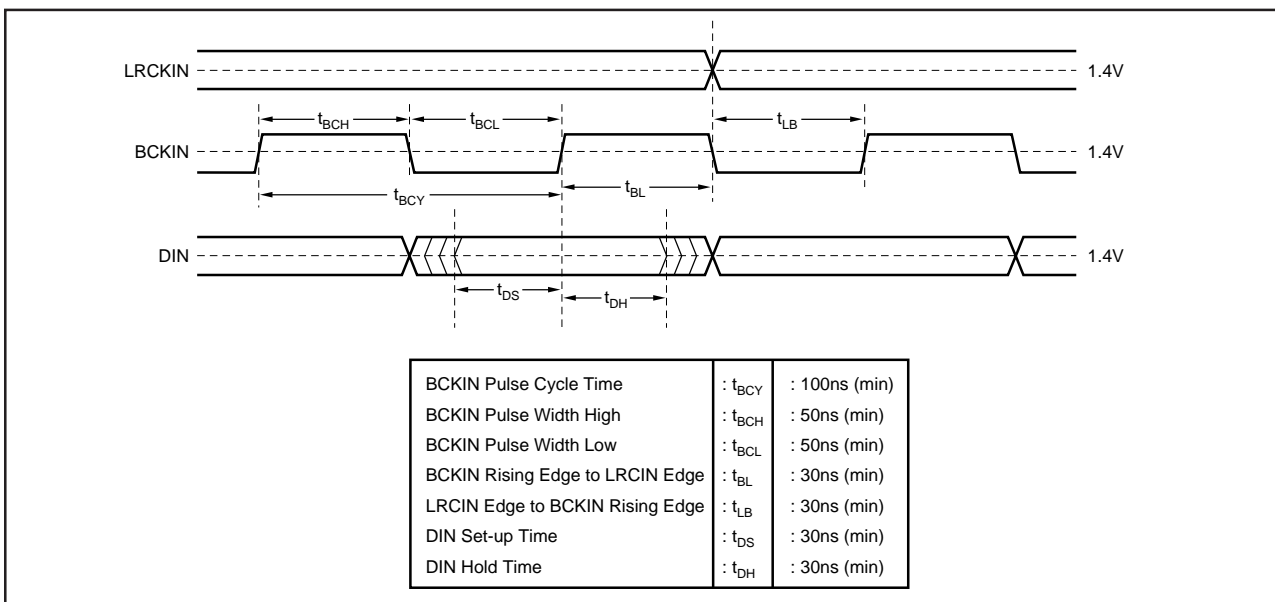 LRCKIN 1.4V
t_BCH t_BCL t_LB
BCKIN 1.4V
t_BCY t_BL
DIN 1.4V
t_DS t_DH
BCKIN Pulse Cycle Time : t_BCY : 100ns (min)
BCKIN Pulse Width High : t_BCH : 50ns (min)
BCKIN Pulse Width Low : t_BCL : 50ns (min)
BCKIN Rising Edge to LRCIN Edge : t_BL : 30ns (min)
LRCIN Edge to BCKIN Rising Edge : t_LB : 30ns (min)
DIN Set-up Time : t_DS : 30ns (min)
DIN Hold Time : t_DH : 30ns (min)